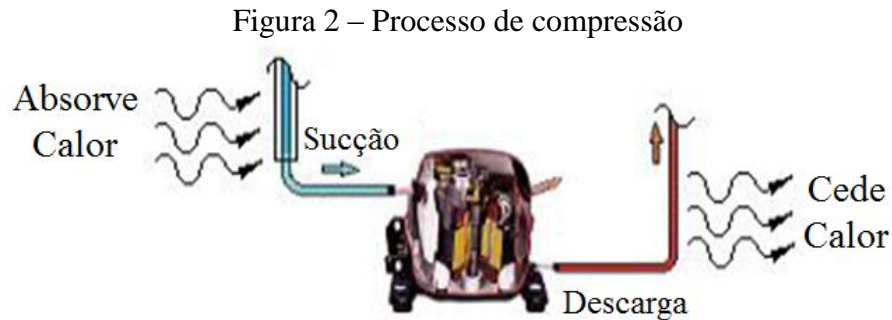 Figura 2 – Processo de compressão
Absorve
Calor
Sucção
Cede
Calor
Descarga